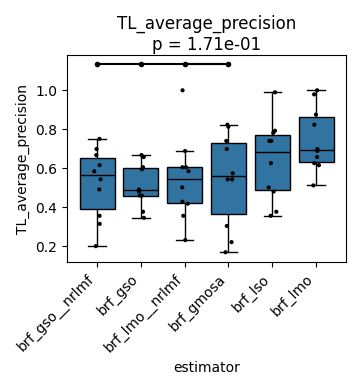 TL_average_precision
p = 1.71e-01
TL_average_precision
1.0
0.8
0.6
0.4
0.2
brf_gso__nrlmf
brf_gso
brf_lmo__nrlmf
brf_gmosa
brf_lso
brf_lmo
estimator